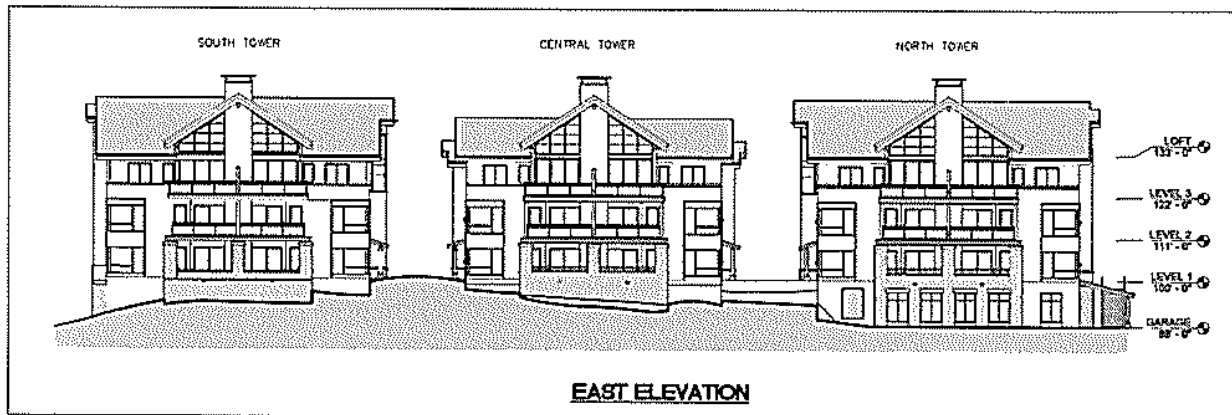 SOUTH TOWER
CENTRAL TOWER
NORTH TOWER
LOFT
133' - 0"
LEVEL 3
122' - 0"
LEVEL 2
111' - 0"
LEVEL 1
100' - 0"
GARAGE
EAST ELEVATION